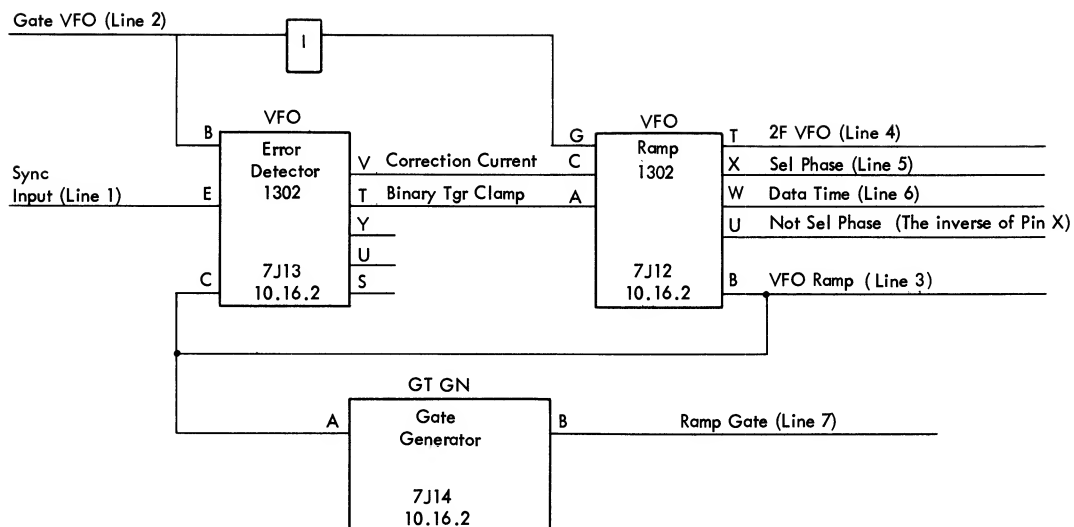 Gate VFO (Line 2)
I
VFO
B
Error
Detector
1302
Sync
Input (Line 1)
E
C
7J13
10.16.2
V Correction Current
T Binary Tgr Clamp
Y
U
S
VFO
G
C
A
Ramp
1302
7J12
10.16.2
T 2F VFO (Line 4)
X Sel Phase (Line 5)
W Data Time (Line 6)
U Not Sel Phase (The inverse of Pin X)
B VFO Ramp (Line 3)
GT GN
A
Gate
Generator
7J14
10.16.2
B Ramp Gate (Line 7)